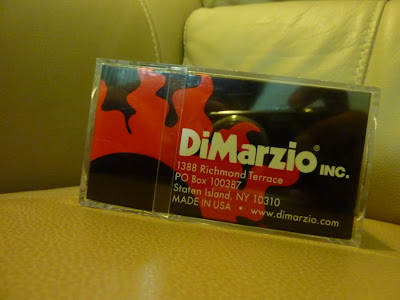 DiMarzio® INC.
1388 Richmond Terrace
PO Box 100387
Staten Island, NY 10310
MADE IN USA • www.dimarzio.com